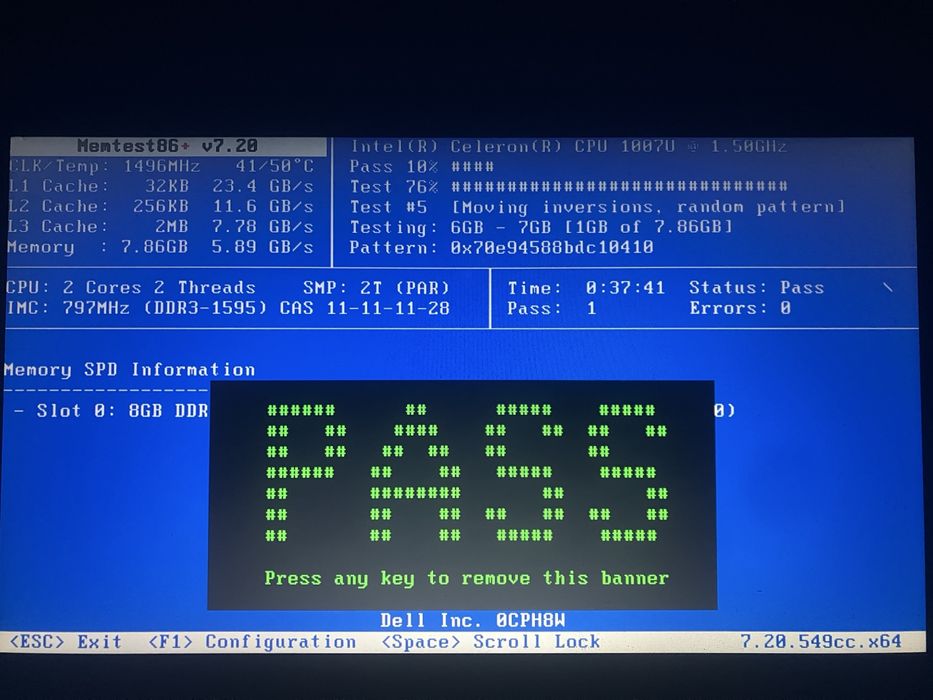 Memtest86+ v7.20
CLK/Temp: 1496MHz 41/50°C
L1 Cache: 32KB 23.4 GB/s
L2 Cache: 256KB 11.6 GB/s
L3 Cache: 2MB 7.78 GB/s
Memory : 7.86GB 5.89 GB/s
Intel(R) Celeron(R) CPU 1007U @ 1.50GHz
Pass 10% ####
Test 76% ##############################
Test #5 [Moving inversions, random pattern]
Testing: 6GB - 7GB [1GB of 7.86GB]
Pattern: 0x70e94588bdc10410
CPU: 2 Cores 2 Threads SMP: 2T (PAR)
IMC: 797MHz (DDR3-1595) CAS 11-11-11-28
Time: 0:37:41 Status: Pass \
Pass: 1 Errors: 0
Memory SPD Information
- Slot 0: 8GB DDR 0)
PASS
Press any key to remove this banner
Dell Inc. 0CPH8W
<ESC> Exit <F1> Configuration <Space> Scroll Lock 7.20.549cc.x64